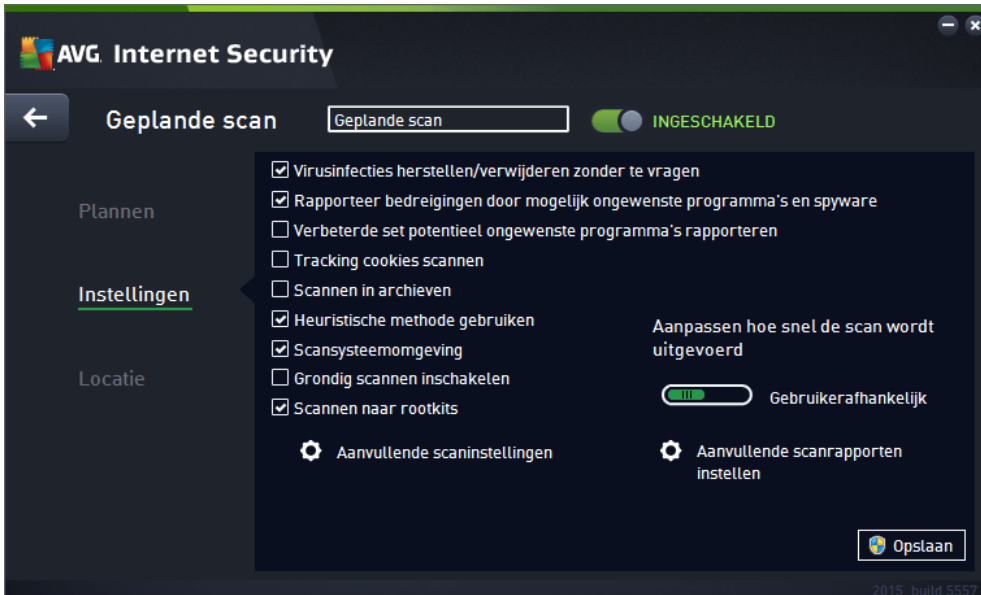 AVG. Internet Security
Geplande scan
Geplande scan
INGESCHAKELD
Plannen
Instellingen
Locatie
Virusinfecties herstellen/verwijderen zonder te vragen
Rapporteer bedreigingen door mogelijk ongewenste programma's en spyware
Verbeterde set potentieel ongewenste programma's rapporteren
Tracking cookies scannen
Scannen in archieven
Heuristische methode gebruiken
Scansysteemomgeving
Grondig scannen inschakelen
Scannen naar rootkits
Aanvullende scaninstellingen
Aanpassen hoe snel de scan wordt
uitgevoerd
Gebruikerafhankelijk
Aanvullende scanrapporten
instellen
Opslaan
2015 build 5557